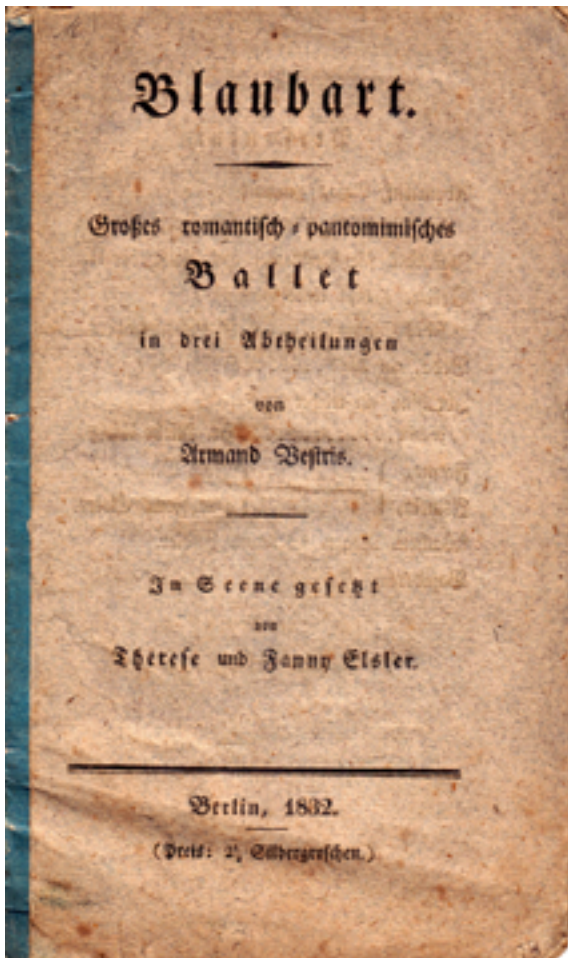 Blaubart.
Großes romantisch-pantomimisches
Ballet
in drei Abtheilungen
von
Armand Vestris.
In Scene gesetzt
von
Therese und Fanny Elsler.
Berlin, 1832.
(Preis: 2½ Silbergroschen.)